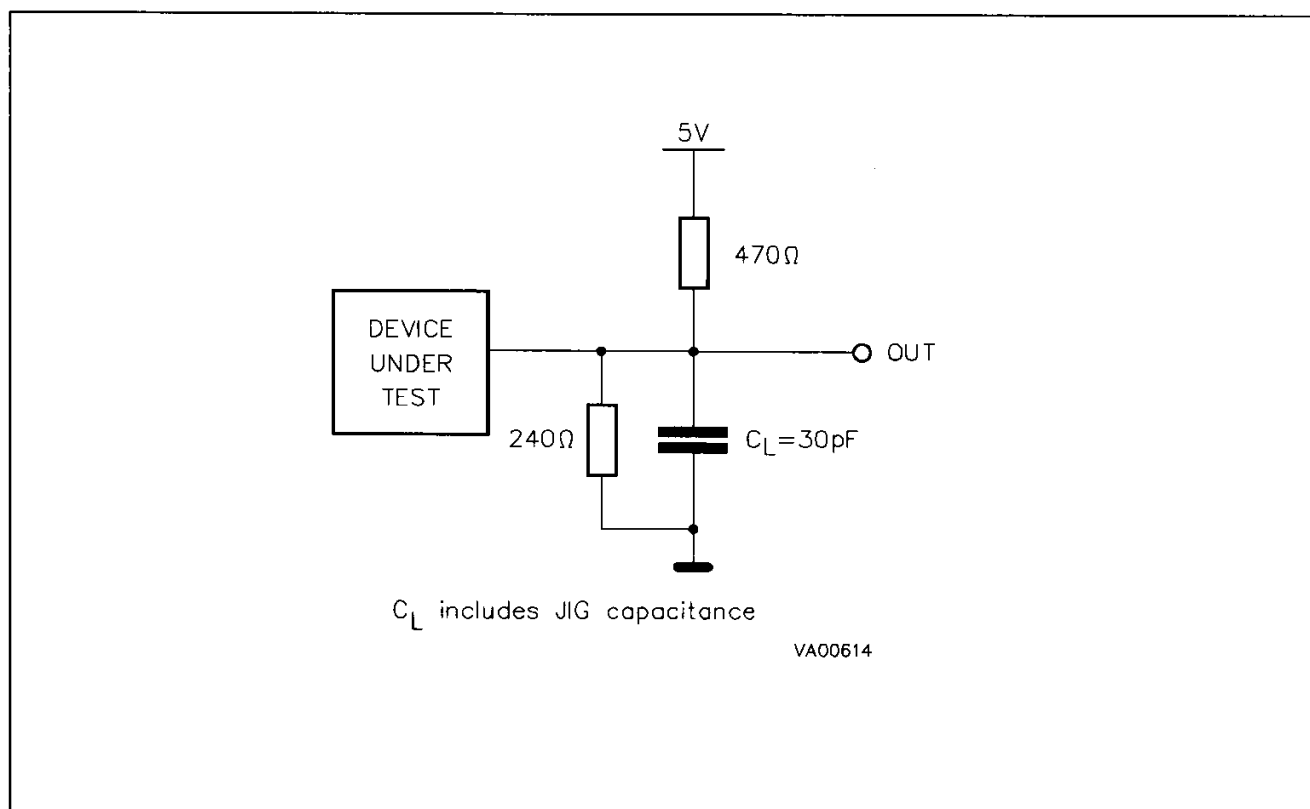 5V
470Ω
DEVICE
UNDER
TEST
OUT
240Ω
C_L=30pF
C_L includes JIG capacitance
VA00614